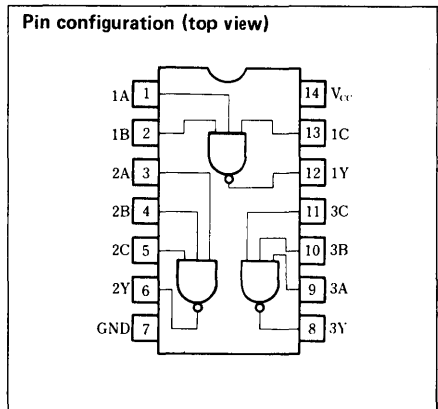 Pin configuration (top view)
1A 1 14 VCC
1B 2 13 1C
2A 3 12 1Y
2B 4 11 3C
2C 5 10 3B
2Y 6 9 3A
GND 7 8 3Y